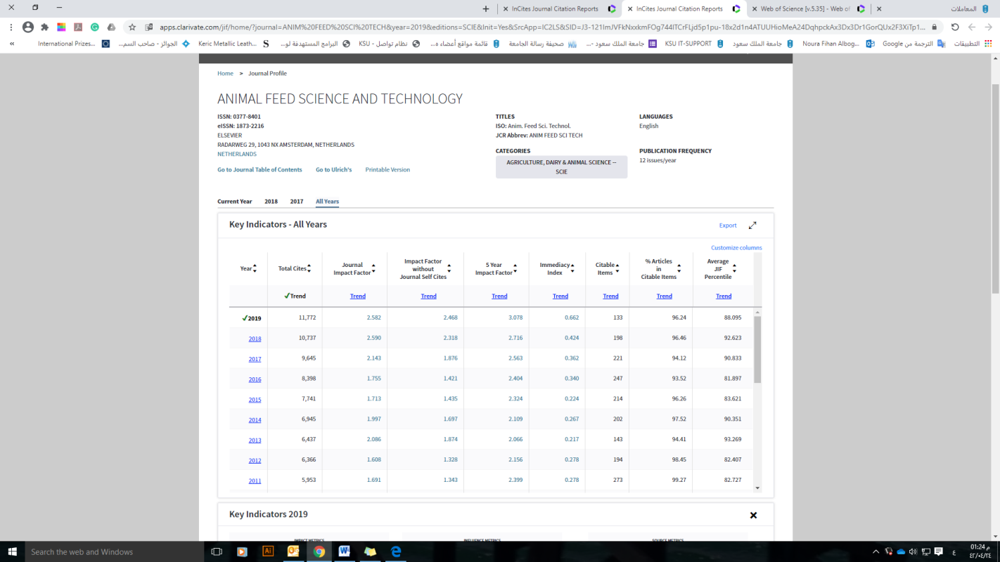 InCites Journal Citation Reports
InCites Journal Citation Reports
Web of Science [v.5.35] - Web of
المعاملات
apps.clarivate.com/jif/home/?journal=ANIM%20FEED%20SCI%20TECH&year=2019&editions=SCIE&Init=Yes&SrcApp=IC2LS&SID=J3-121ImJVFkNxxkmFOg744lTCrFLjd5p1pu-18x2d1n4ATUUHioMeA24DqhpckAx3Dx3Dr1GorQUx2F3XiTp1...
International Prizes...
الجوائز - صاحب السم...
Keric Metallic Leath...
البرامج المستهدفة لو...
نظام تواصل - KSU
قائمة مواقع أعضاء ه...
صحيفة رسالة الجامعة
جامعة الملك سعود -...
KSU IT-SUPPORT
جامعة الملك سعود
Noura Fihan Albog...
الترجمة من Google
التطبيقات
Home > Journal Profile
ANIMAL FEED SCIENCE AND TECHNOLOGY
ISSN: 0377-8401
eISSN: 1873-2216
ELSEVIER
RADARWEG 29, 1043 NX AMSTERDAM, NETHERLANDS
NETHERLANDS
Go to Journal Table of Contents Go to Ulrich's Printable Version
TITLES
ISO: Anim. Feed Sci. Technol.
JCR Abbrev: ANIM FEED SCI TECH
CATEGORIES
AGRICULTURE, DAIRY & ANIMAL SCIENCE --
SCIE
LANGUAGES
English
PUBLICATION FREQUENCY
12 issues/year
Current Year 2018 2017 All Years
Key Indicators - All Years
Export
Customize columns
Year Total Cites Journal Impact Factor Impact Factor without Journal Self Cites 5 Year Impact Factor Immediacy Index Citable Items % Articles in Citable Items Average JIF Percentile
Trend Trend Trend Trend Trend Trend Trend Trend
2019 11,772 2.582 2.468 3.078 0.662 133 96.24 88.095
2018 10,737 2.590 2.318 2.716 0.424 198 96.46 92.623
2017 9,645 2.143 1.876 2.563 0.362 221 94.12 90.833
2016 8,398 1.755 1.421 2.404 0.340 247 93.52 81.897
2015 7,741 1.713 1.435 2.324 0.224 214 96.26 83.621
2014 6,945 1.997 1.697 2.109 0.267 202 97.52 90.351
2013 6,437 2.086 1.874 2.066 0.217 143 94.41 93.269
2012 6,366 1.608 1.328 2.156 0.278 194 98.45 82.407
2011 5,953 1.691 1.343 2.399 0.278 273 99.27 82.727
Key Indicators 2019
Search the web and Windows
01:24 م
٤٢/٠٤/٢٤
ع